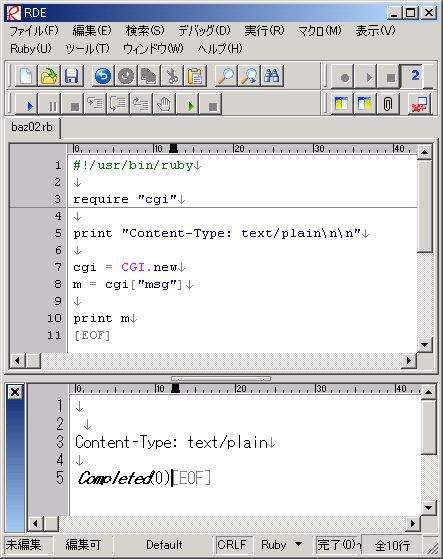 RDE
ファイル(F) 編集(E) 検索(S) デバッグ(D) 実行(R) マクロ(M) 表示(V)
Ruby(U) ツール(T) ウィンドウ(W) ヘルプ(H)
2
baz02.rb
0 10 20 30 40
1 #!/usr/bin/ruby↓
2 ↓
3 require "cgi"↓
4 ↓
5 print "Content-Type: text/plain\n\n"↓
6 ↓
7 cgi = CGI.new↓
8 m = cgi["msg"]↓
9 ↓
10 print m↓
11 [EOF]
0 10 20 30 40
1 ↓
2 ↓
3 Content-Type: text/plain↓
4 ↓
5 Completed(0)[EOF]
未編集 編集可 Default CRLF Ruby 完了(0) 全10行